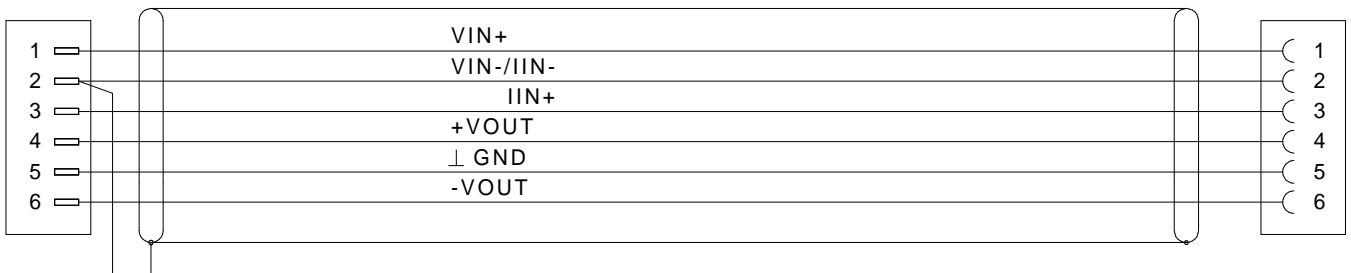 VIN+
1 1
VIN-/IIN-
2 2
IIN+
3 3
+VOUT
4 4
⊥ GND
5 5
-VOUT
6 6